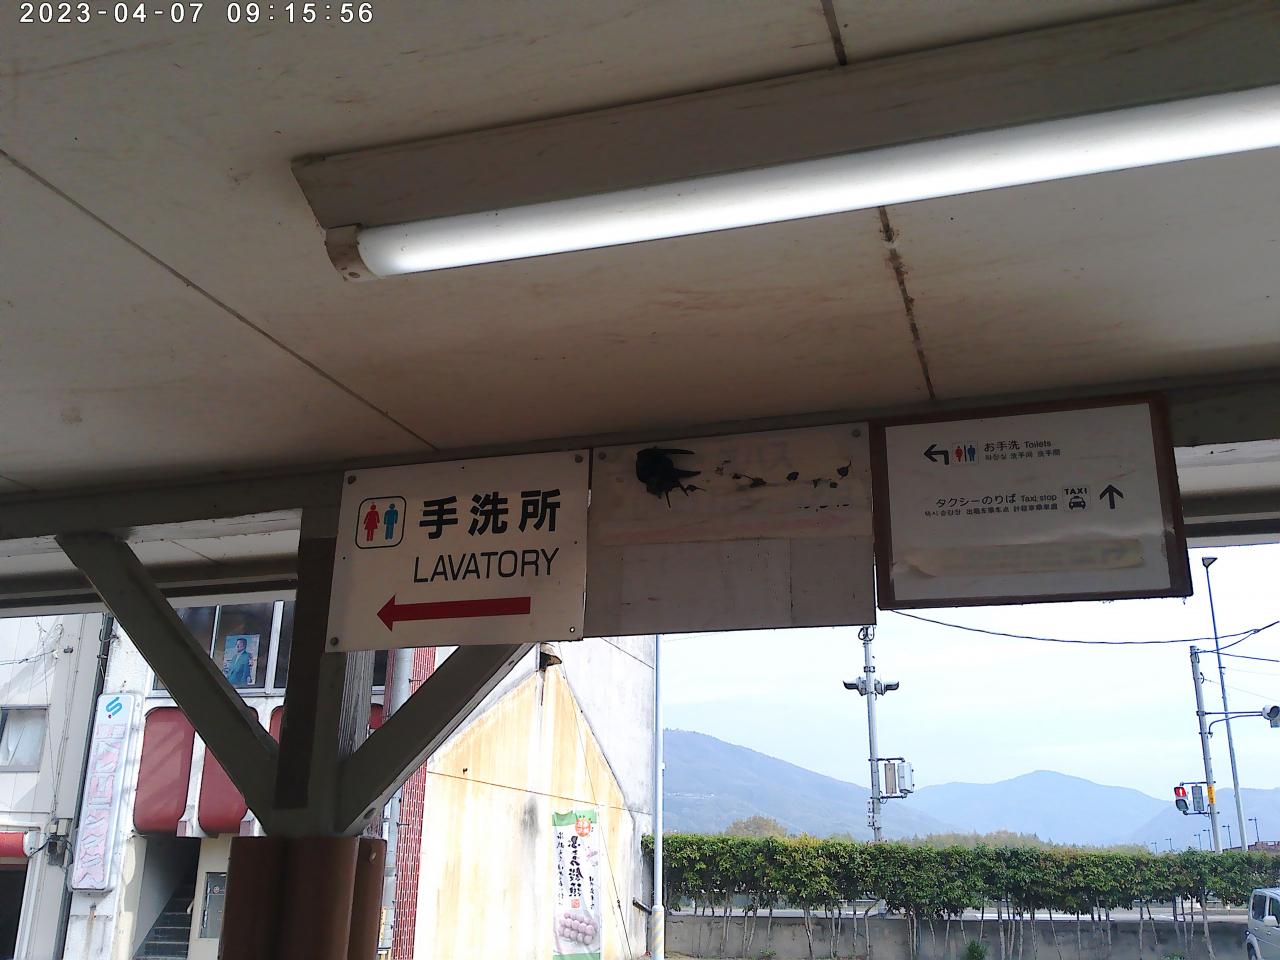 2023-04-07 09:15:56
手洗所
LAVATORY
お手洗 Toilets
화장실 洗手间 洗手間
タクシーのりば Taxi stop
택시 승강장 出租车乘车点 計程車乘車處
TAXI